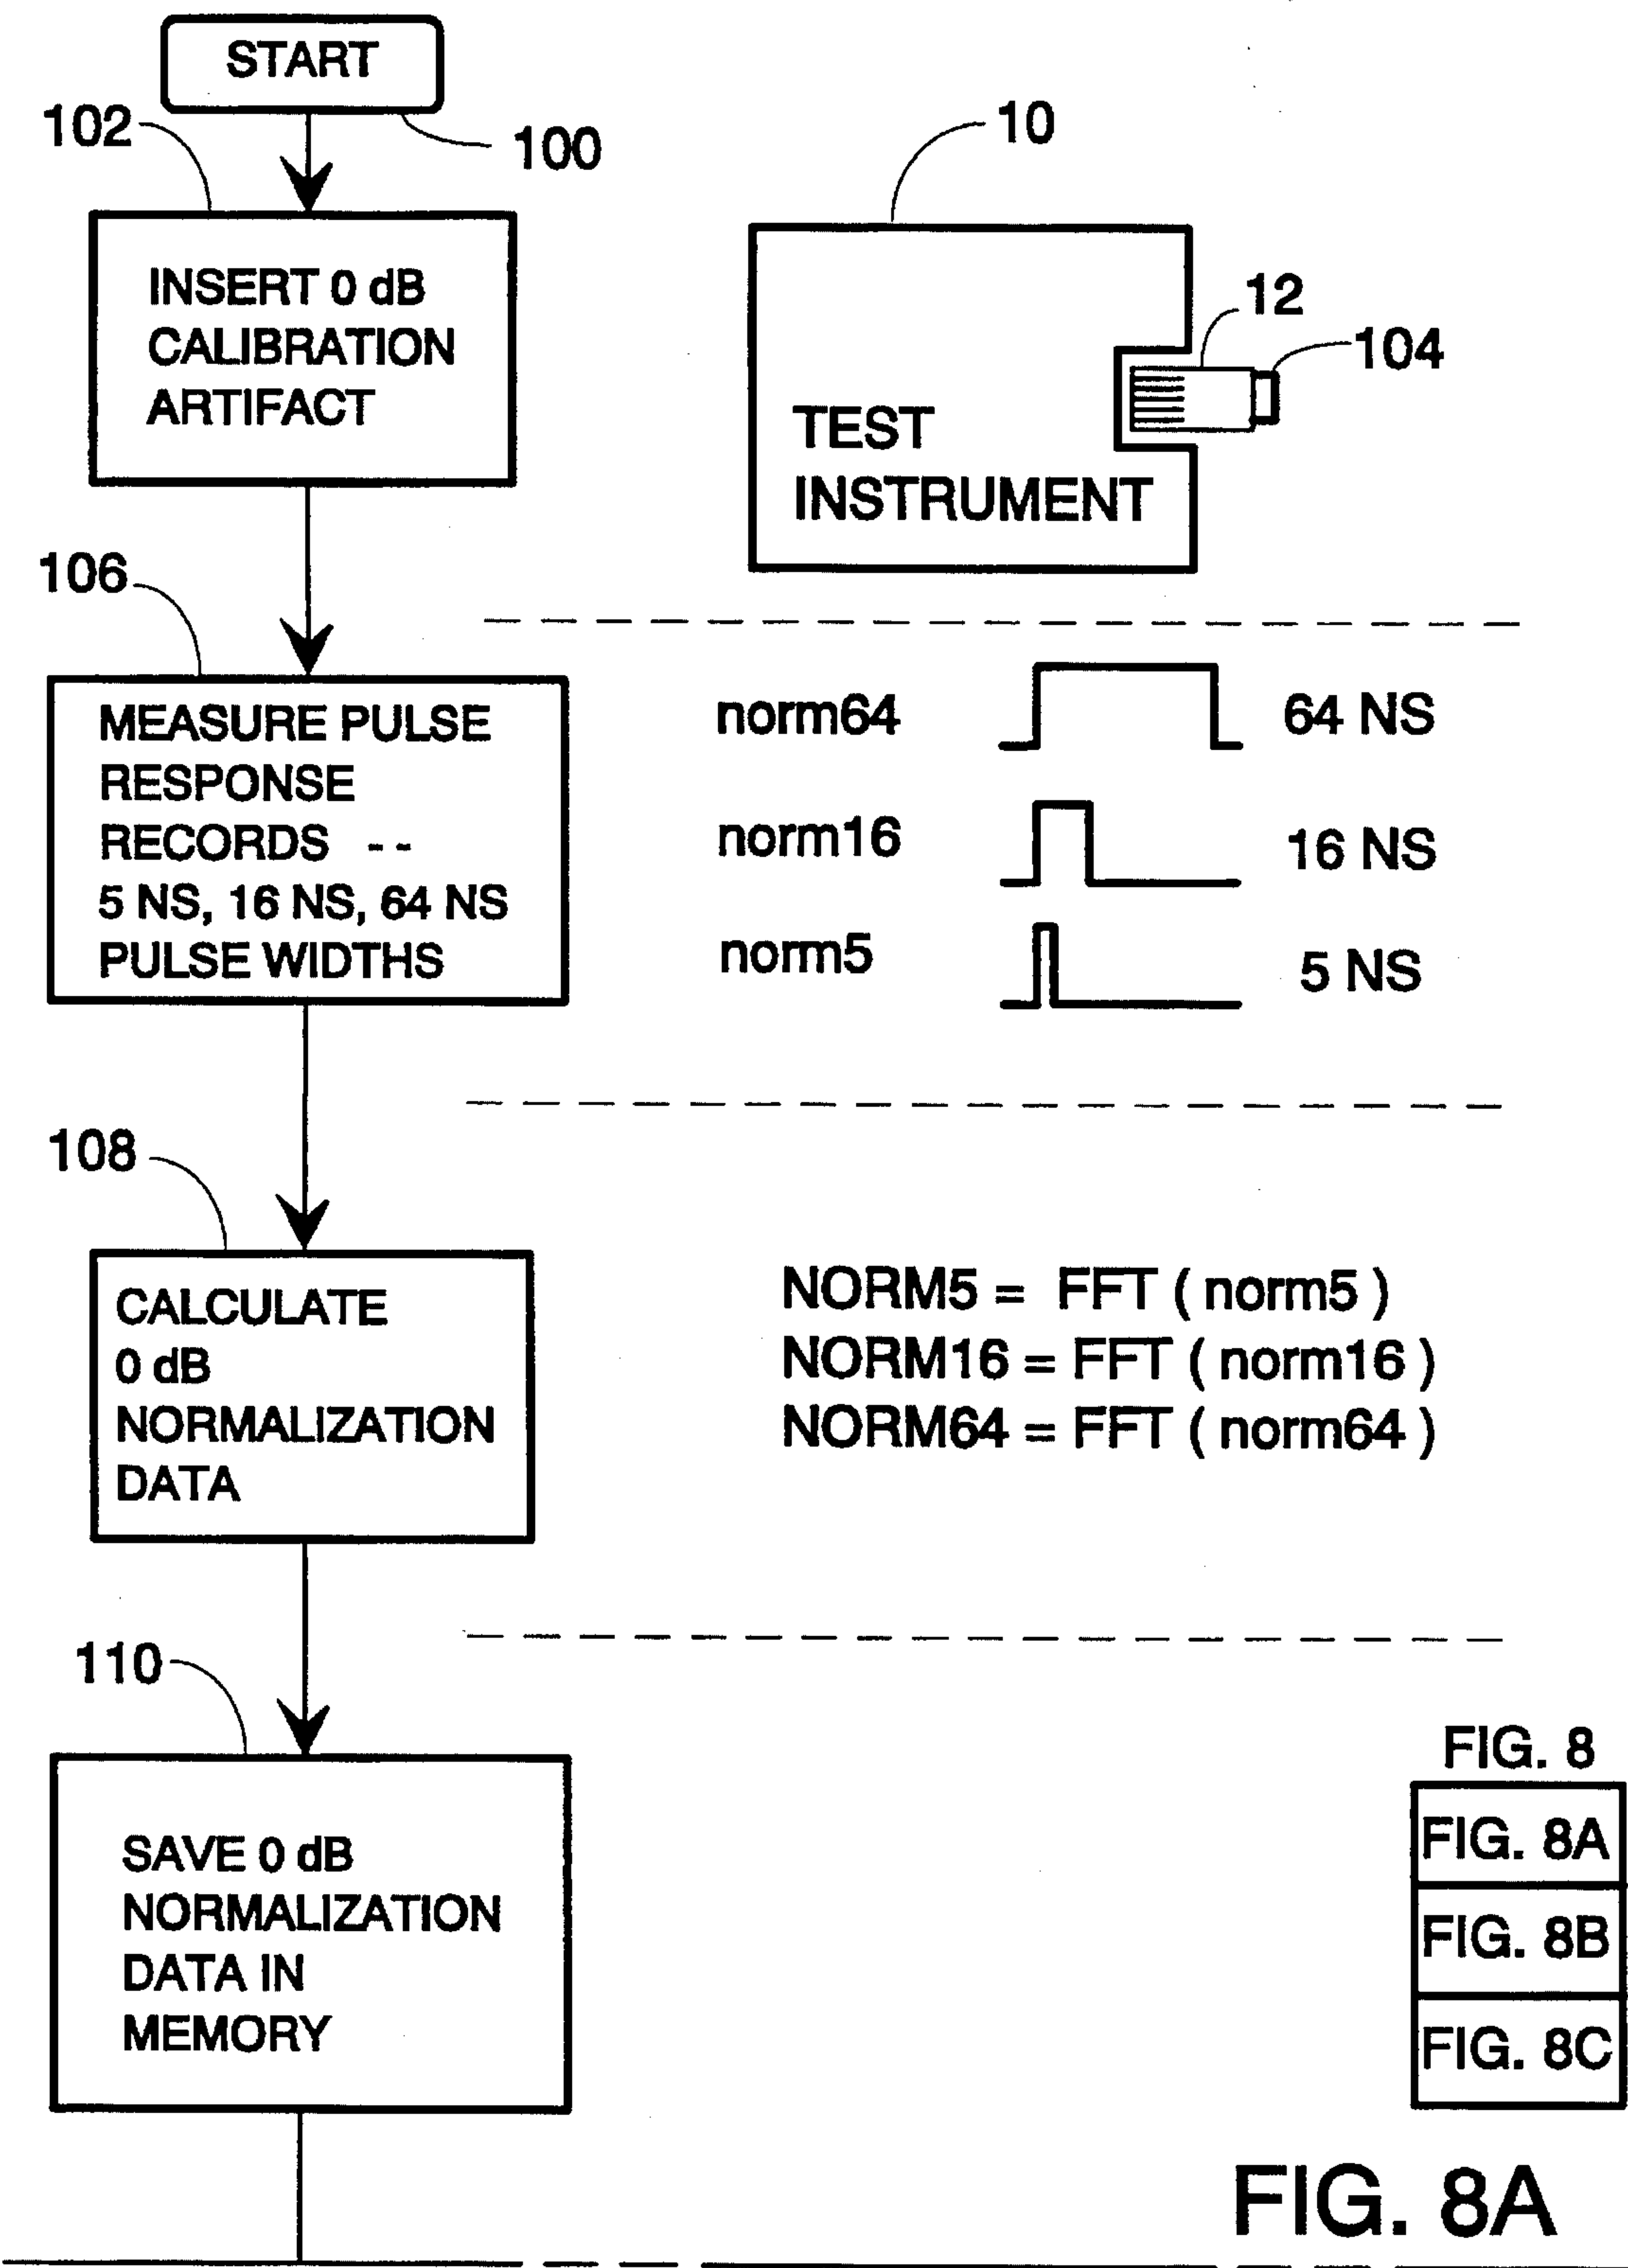 START
102
100
10
INSERT 0 dB
CALIBRATION
ARTIFACT
12
104
TEST
INSTRUMENT
106
MEASURE PULSE
RESPONSE
RECORDS --
5 NS, 16 NS, 64 NS
PULSE WIDTHS
norm64
64 NS
norm16
16 NS
norm5
5 NS
108
CALCULATE
0 dB
NORMALIZATION
DATA
NORM5 = FFT ( norm5 )
NORM16 = FFT ( norm16 )
NORM64 = FFT ( norm64 )
110
SAVE 0 dB
NORMALIZATION
DATA IN
MEMORY
FIG. 8
FIG. 8A
FIG. 8B
FIG. 8C
FIG. 8A